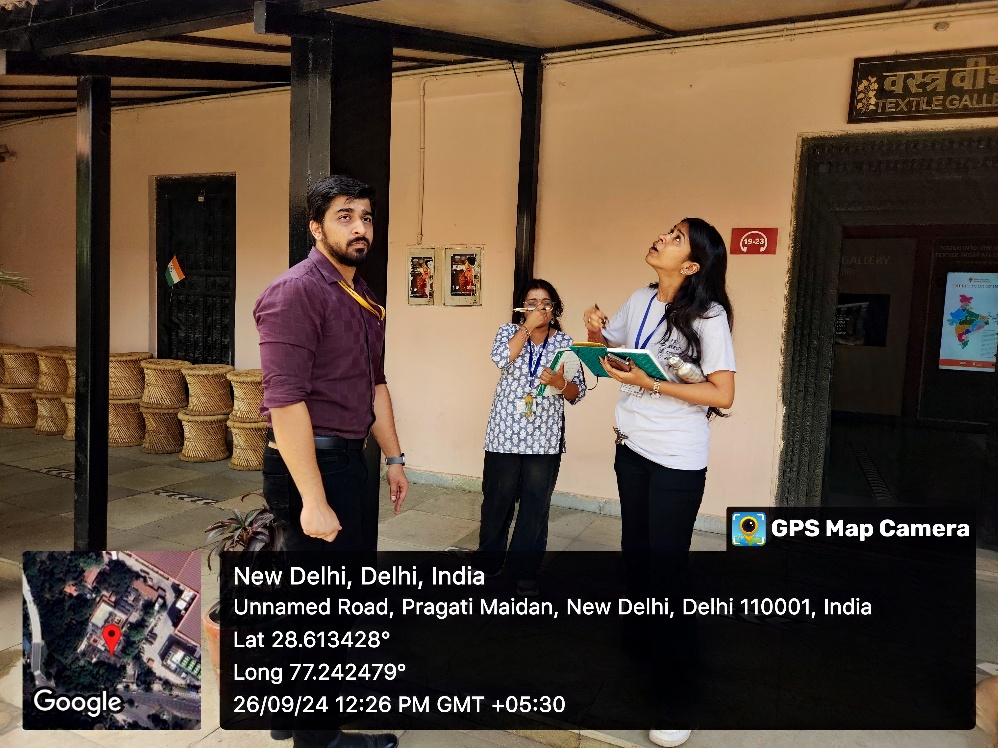 वस्त्र वी
TEXTILE GALLE
19-23
GALLERY
GPS Map Camera
New Delhi, Delhi, India
Unnamed Road, Pragati Maidan, New Delhi, Delhi 110001, India
Lat 28.613428°
Long 77.242479°
26/09/24 12:26 PM GMT +05:30
Google